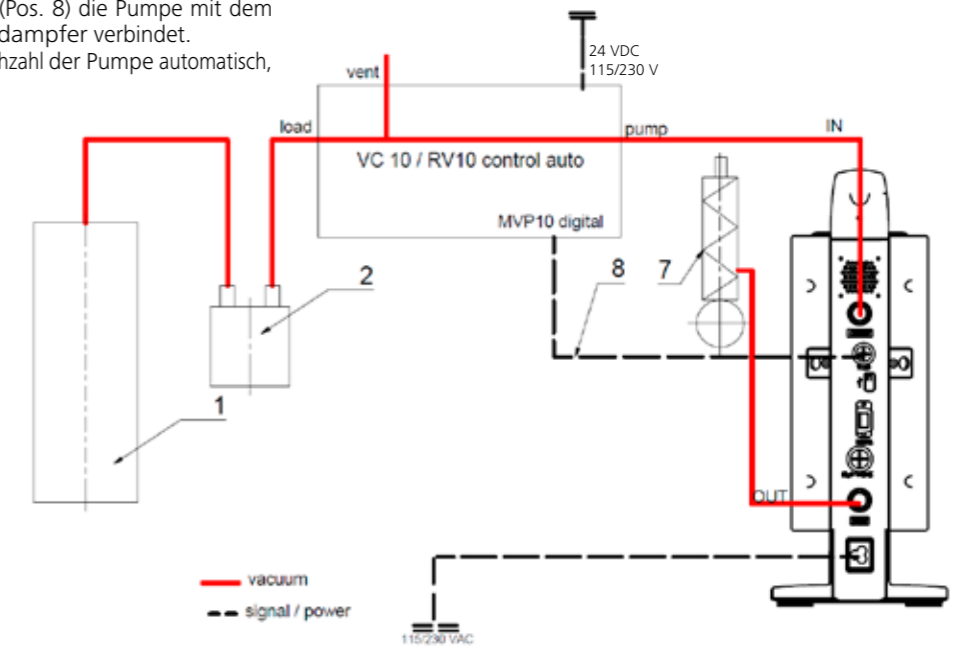 (Pos. 8) die Pumpe mit dem
dampfer verbindet.
hzahl der Pumpe automatisch,
24 VDC
115/230 V
vent
load
pump
IN
VC 10 / RV10 control auto
MVP10 digital
2
8
7
1
OUT
vacuum
signal / power
115/230 VAC